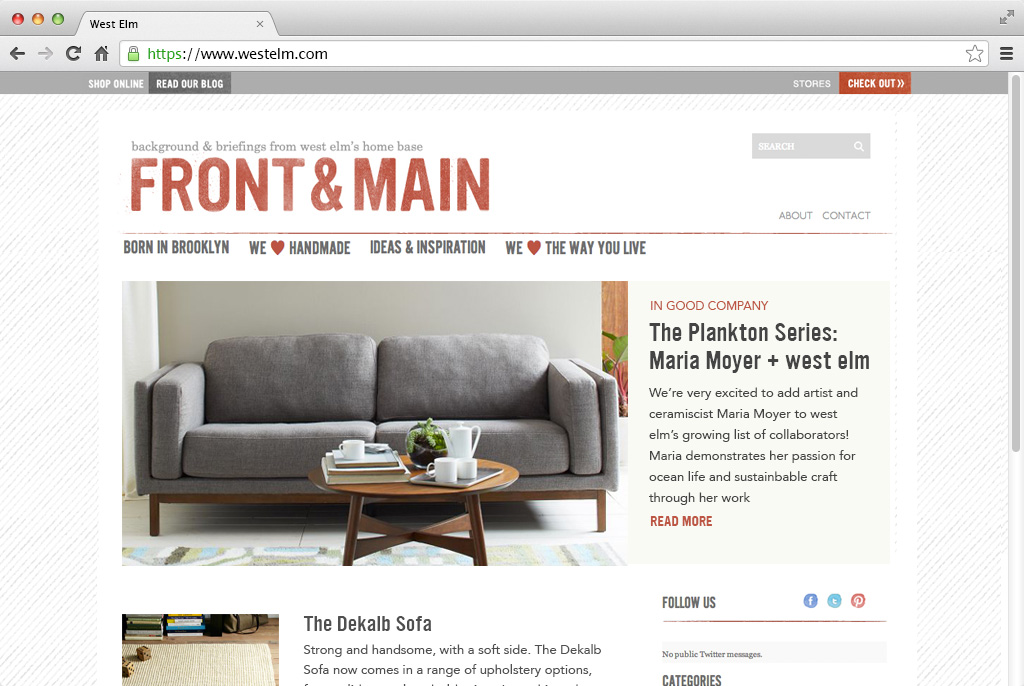 West Elm
https://www.westelm.com
SHOP ONLINE READ OUR BLOG STORES CHECK OUT »
background & briefings from west elm's home base
FRONT & MAIN
SEARCH
ABOUT CONTACT
BORN IN BROOKLYN WE ♥ HANDMADE IDEAS & INSPIRATION WE ♥ THE WAY YOU LIVE
IN GOOD COMPANY
The Plankton Series:
Maria Moyer + west elm
We're very excited to add artist and
ceramiscist Maria Moyer to west
elm's growing list of collaborators!
Maria demonstrates her passion for
ocean life and sustainbable craft
through her work
READ MORE
The Dekalb Sofa
Strong and handsome, with a soft side. The Dekalb
Sofa now comes in a range of upholstery options,
FOLLOW US
No public Twitter messages.
CATEGORIES